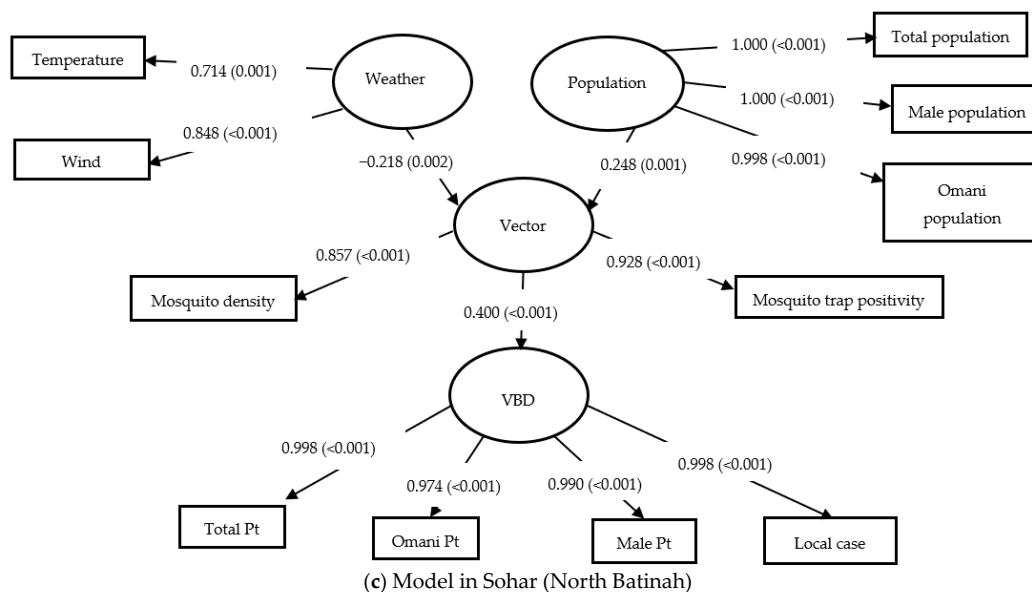 Total population
Temperature
1.000 (<0.001)
0.714 (0.001)
Weather
Population
1.000 (<0.001)
Male population
0.848 (<0.001)
Wind
−0.218 (0.002)
0.248 (0.001)
0.998 (<0.001)
Omani
population
Vector
0.857 (<0.001)
0.928 (<0.001)
Mosquito density
Mosquito trap positivity
0.400 (<0.001)
VBD
0.998 (<0.001)
0.998 (<0.001)
0.974 (<0.001)
0.990 (<0.001)
Total Pt
Omani Pt
Male Pt
Local case
(c) Model in Sohar (North Batinah)